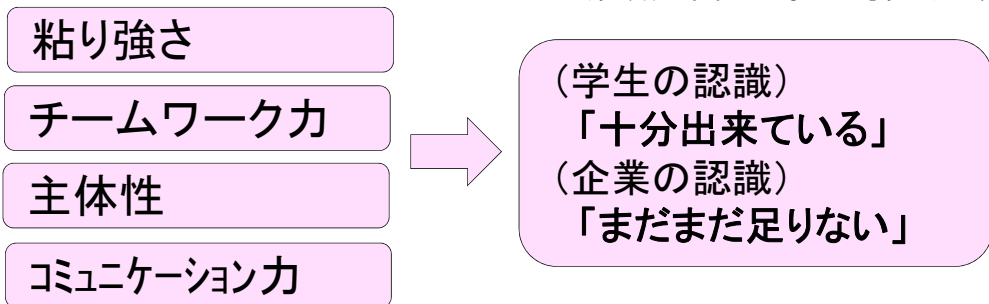 粘り強さ
チームワーク力
主体性
コミュニケーション力
（学生の認識）
「十分出来ている」
（企業の認識）
「まだまだ足りない」